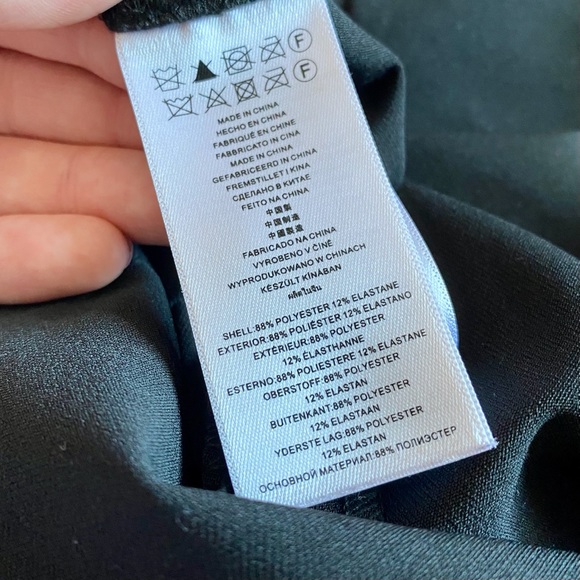 F
F
MADE IN CHINA
HECHO EN CHINA
FABRIQUÉ EN CHINE
FABBRICATO IN CINA
MADE IN CHINA
GEFABRICEERD IN CHINA
FREMSTILLET I KINA
СДЕЛАНО В КИТАЕ
FEITO NA CHINA
中国製
中国制造
中國製造
FABRICADO NA CHINA
VYROBENO V ČÍNĚ
WYPRODUKOWANO W CHINACH
KÉSZÜLT KÍNÁBAN
ผลิตในจีน
SHELL:88% POLYESTER 12% ELASTANE
EXTERIOR:88% POLIÉSTER 12% ELASTANO
EXTÉRIEUR:88% POLYESTER
12% ÉLASTHANNE
ESTERNO:88% POLIESTERE 12% ELASTANE
OBERSTOFF:88% POLYESTER
12% ELASTAN
BUITENKANT:88% POLYESTER
12% ELASTAAN
YDERSTE LAG:88% POLYESTER
12% ELASTAN
ОСНОВНОЙ МАТЕРИАЛ:88% ПОЛИЭСТЕР